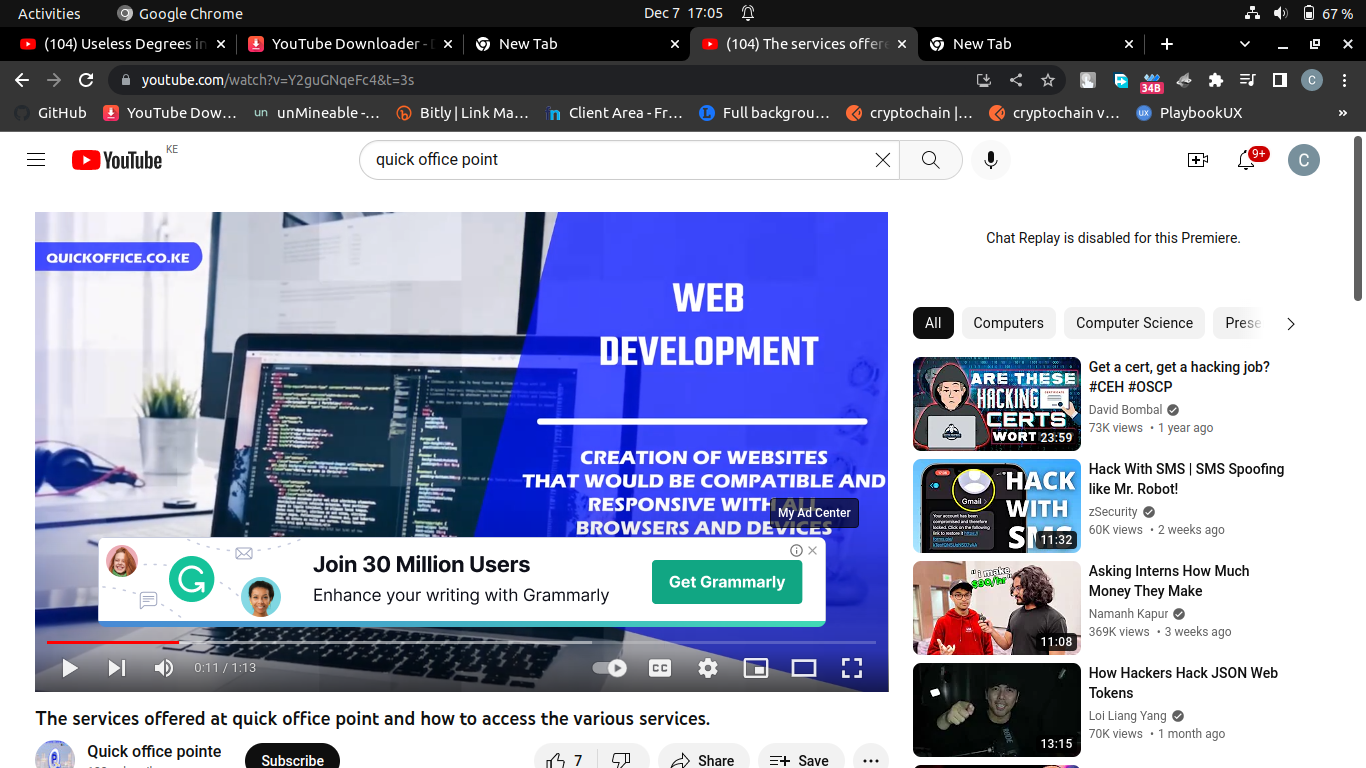 Activities
Google Chrome
Dec 7 17:05
67 %
(104) Useless Degrees in
YouTube Downloader - D
New Tab
(104) The services offere
New Tab
youtube.com/watch?v=Y2guGNqeFc4&t=3s
34B
C
GitHub
YouTube Dow...
un
unMineable -...
Bitly | Link Ma...
in
Client Area - Fr...
L
Full backgrou...
cryptochain |...
cryptochain v...
UX
PlaybookUX
»
YouTube
KE
quick office point
9+
C
QUICKOFFICE.CO.KE
WEB
DEVELOPMENT
CREATION OF WEBSITES
THAT WOULD BE COMPATIBLE AND
RESPONSIVE WITH ALL
BROWSERS AND DEVICES
My Ad Center
Join 30 Million Users
Enhance your writing with Grammarly
Get Grammarly
0:11 / 1:13
CC
The services offered at quick office point and how to access the various services.
Quick office pointe
Subscribe
7
Share
Save
Chat Replay is disabled for this Premiere.
All
Computers
Computer Science
Prese
ARE THESE
HACKING
CERTS
WORT
23:59
Get a cert, get a hacking job?
#CEH #OSCP
David Bombal
73K views • 1 year ago
Gmail
HACK
WITH
SMS
11:32
Hack With SMS | SMS Spoofing
like Mr. Robot!
zSecurity
60K views • 2 weeks ago
"i make
$90/hr"
11:08
Asking Interns How Much
Money They Make
Namanh Kapur
369K views • 3 weeks ago
13:15
How Hackers Hack JSON Web
Tokens
Loi Liang Yang
70K views • 1 month ago